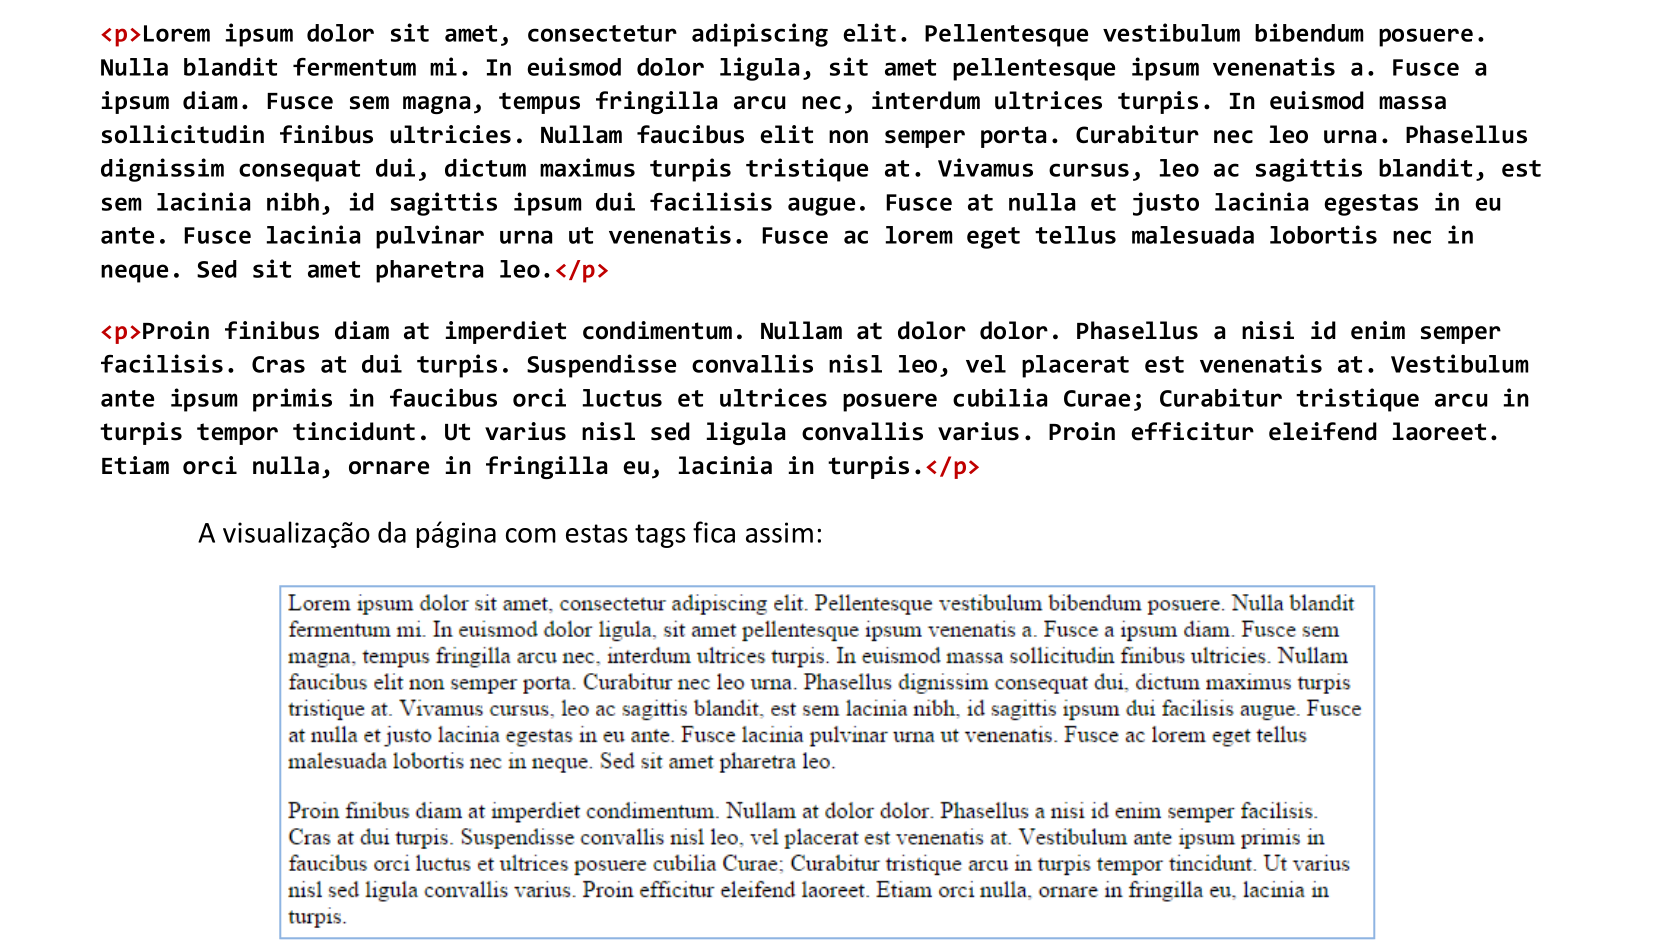 <p>Lorem ipsum dolor sit amet, consectetur adipiscing elit. Pellentesque vestibulum bibendum posuere.
Nulla blandit fermentum mi. In euismod dolor ligula, sit amet pellentesque ipsum venenatis a. Fusce a
ipsum diam. Fusce sem magna, tempus fringilla arcu nec, interdum ultrices turpis. In euismod massa
sollicitudin finibus ultricies. Nullam faucibus elit non semper porta. Curabitur nec leo urna. Phasellus
dignissim consequat dui, dictum maximus turpis tristique at. Vivamus cursus, leo ac sagittis blandit, est
sem lacinia nibh, id sagittis ipsum dui facilisis augue. Fusce at nulla et justo lacinia egestas in eu
ante. Fusce lacinia pulvinar urna ut venenatis. Fusce ac lorem eget tellus malesuada lobortis nec in
neque. Sed sit amet pharetra leo.</p>
<p>Proin finibus diam at imperdiet condimentum. Nullam at dolor dolor. Phasellus a nisi id enim semper
facilisis. Cras at dui turpis. Suspendisse convallis nisl leo, vel placerat est venenatis at. Vestibulum
ante ipsum primis in faucibus orci luctus et ultrices posuere cubilia Curae; Curabitur tristique arcu in
turpis tempor tincidunt. Ut varius nisl sed ligula convallis varius. Proin efficitur eleifend laoreet.
Etiam orci nulla, ornare in fringilla eu, lacinia in turpis.</p>
A visualização da página com estas tags fica assim:
Lorem ipsum dolor sit amet, consectetur adipiscing elit. Pellentesque vestibulum bibendum posuere. Nulla blandit
fermentum mi. In euismod dolor ligula, sit amet pellentesque ipsum venenatis a. Fusce a ipsum diam. Fusce sem
magna, tempus fringilla arcu nec, interdum ultrices turpis. In euismod massa sollicitudin finibus ultricies. Nullam
faucibus elit non semper porta. Curabitur nec leo urna. Phasellus dignissim consequat dui, dictum maximus turpis
tristique at. Vivamus cursus, leo ac sagittis blandit, est sem lacinia nibh, id sagittis ipsum dui facilisis augue. Fusce
at nulla et justo lacinia egestas in eu ante. Fusce lacinia pulvinar urna ut venenatis. Fusce ac lorem eget tellus
malesuada lobortis nec in neque. Sed sit amet pharetra leo.
Proin finibus diam at imperdiet condimentum. Nullam at dolor dolor. Phasellus a nisi id enim semper facilisis.
Cras at dui turpis. Suspendisse convallis nisl leo, vel placerat est venenatis at. Vestibulum ante ipsum primis in
faucibus orci luctus et ultrices posuere cubilia Curae; Curabitur tristique arcu in turpis tempor tincidunt. Ut varius
nisl sed ligula convallis varius. Proin efficitur eleifend laoreet. Etiam orci nulla, ornare in fringilla eu, lacinia in
turpis.